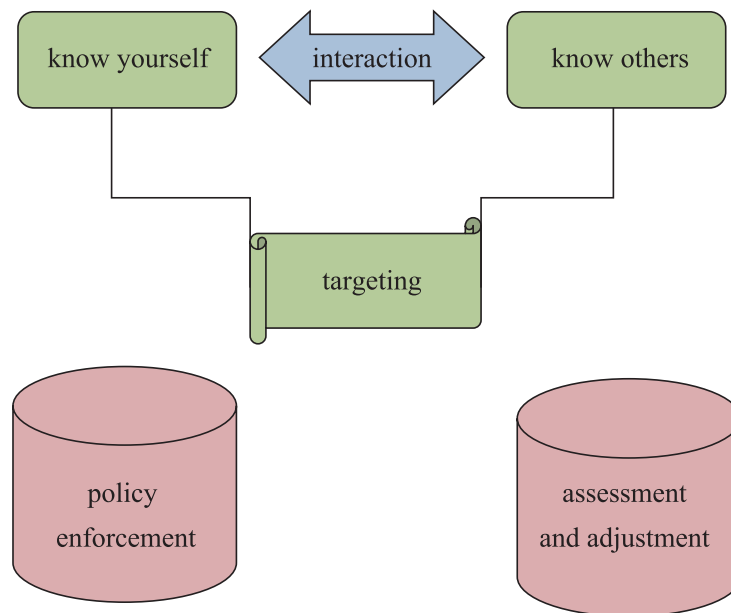 know yourself
interaction
know others
targeting
policy
enforcement
assessment
and adjustment